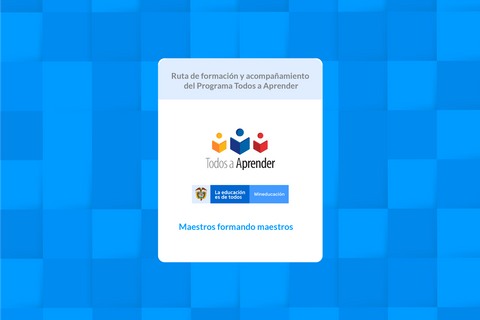 Ruta de formación y acompañamiento
del Programa Todos a Aprender
Todos a Aprender
La educación
es de todos
Mineducación
Maestros formando maestros